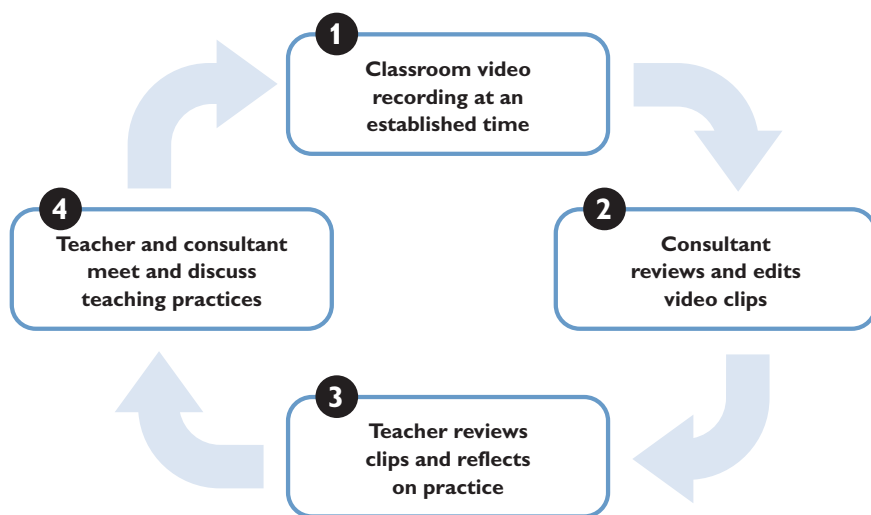 1
Classroom video
recording at an
established time
2
Consultant
reviews and edits
video clips
3
Teacher reviews
clips and reflects
on practice
4
Teacher and consultant
meet and discuss
teaching practices